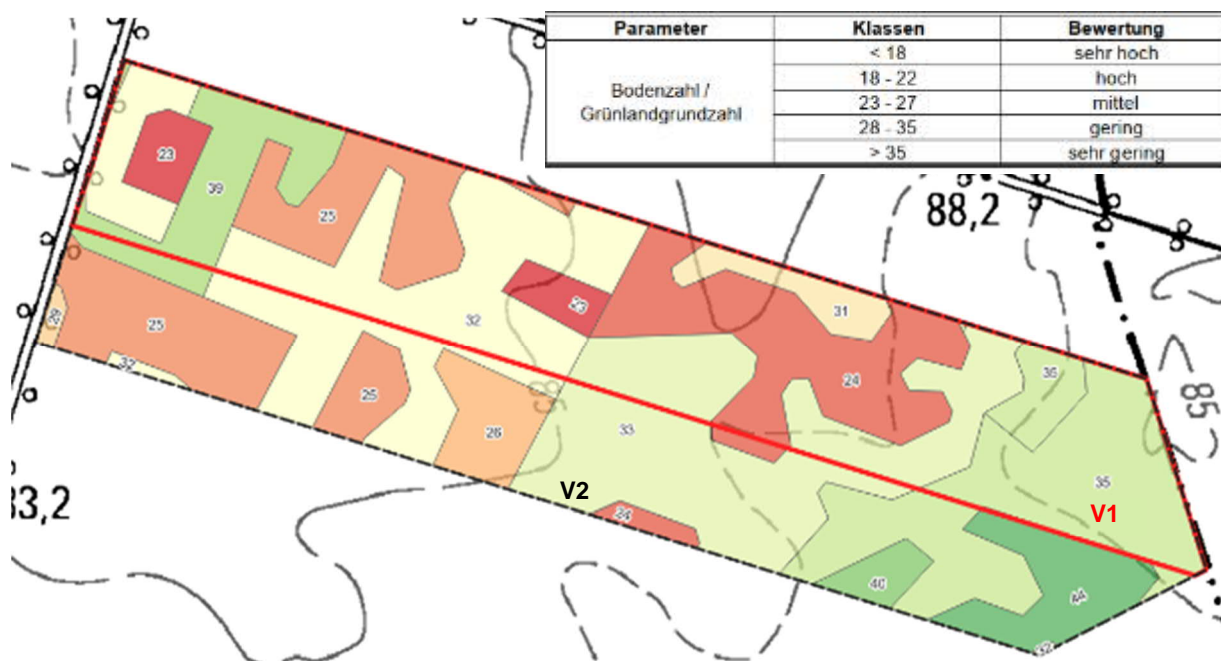 Parameter Klassen Bewertung
Bodenzahl / Grünlandgrundzahl
< 18 sehr hoch
18 - 22 hoch
23 - 27 mittel
28 - 35 gering
> 35 sehr gering
88,2
23
39
25
31
23
32
24
36
85
29
25
32
25
85
26
33
35
V1
V2
24
40
44
32
33,2